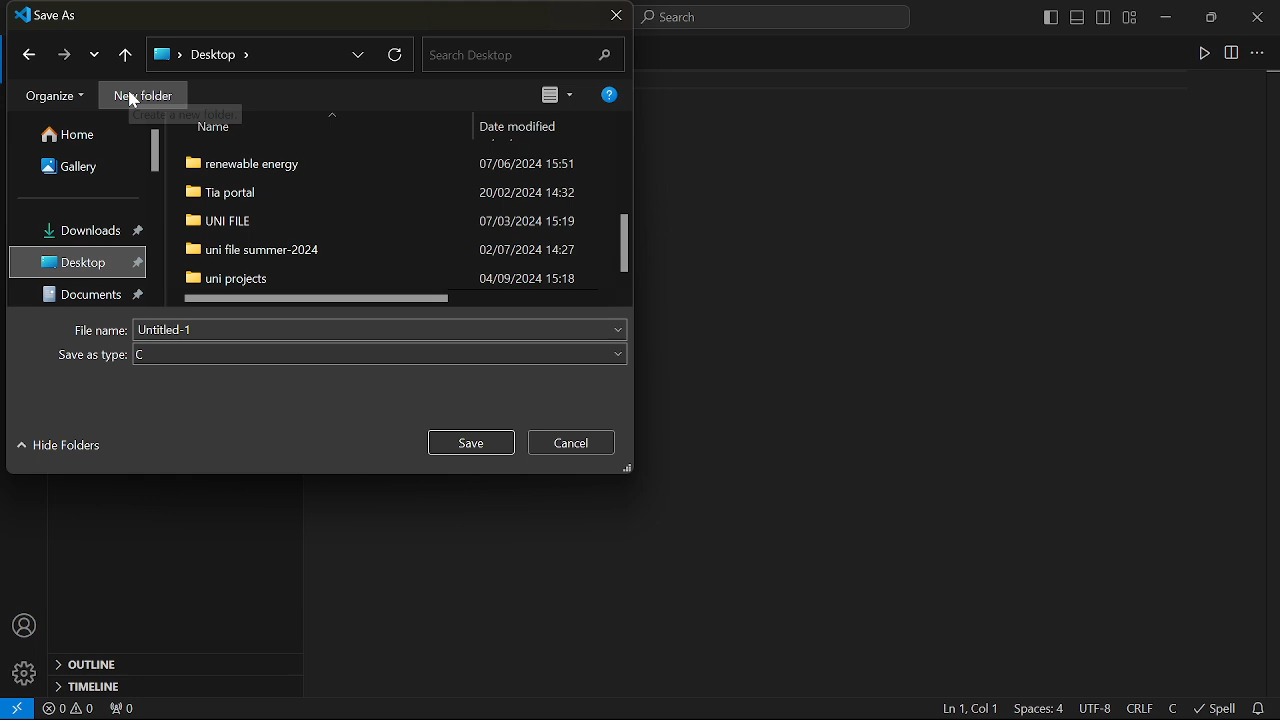 Save As
Search
Desktop
Search Desktop
Organize
New folder
Create a new folder.
Home
Gallery
Downloads
Desktop
Documents
Name
Date modified
renewable energy 07/06/2024 15:51
Tia portal 20/02/2024 14:32
UNI FILE 07/03/2024 15:19
uni file summer-2024 02/07/2024 14:27
uni projects 04/09/2024 15:18
File name: Untitled-1
Save as type: C
Hide Folders
Save
Cancel
OUTLINE
TIMELINE
0 0 0
Ln 1, Col 1 Spaces: 4 UTF-8 CRLF C Spell